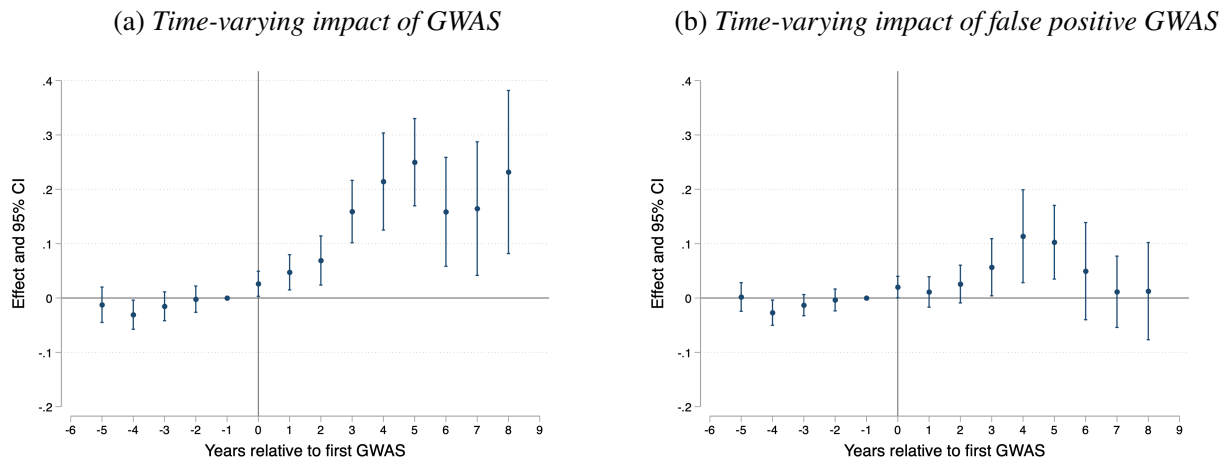 (a) Time-varying impact of GWAS
.4
.3
.2
.1
0
-.1
-.2
Effect and 95% CI
-6 -5 -4 -3 -2 -1 0 1 2 3 4 5 6 7 8 9
Years relative to first GWAS
(b) Time-varying impact of false positive GWAS
.4
.3
.2
.1
0
-.1
-.2
Effect and 95% CI
-6 -5 -4 -3 -2 -1 0 1 2 3 4 5 6 7 8 9
Years relative to first GWAS